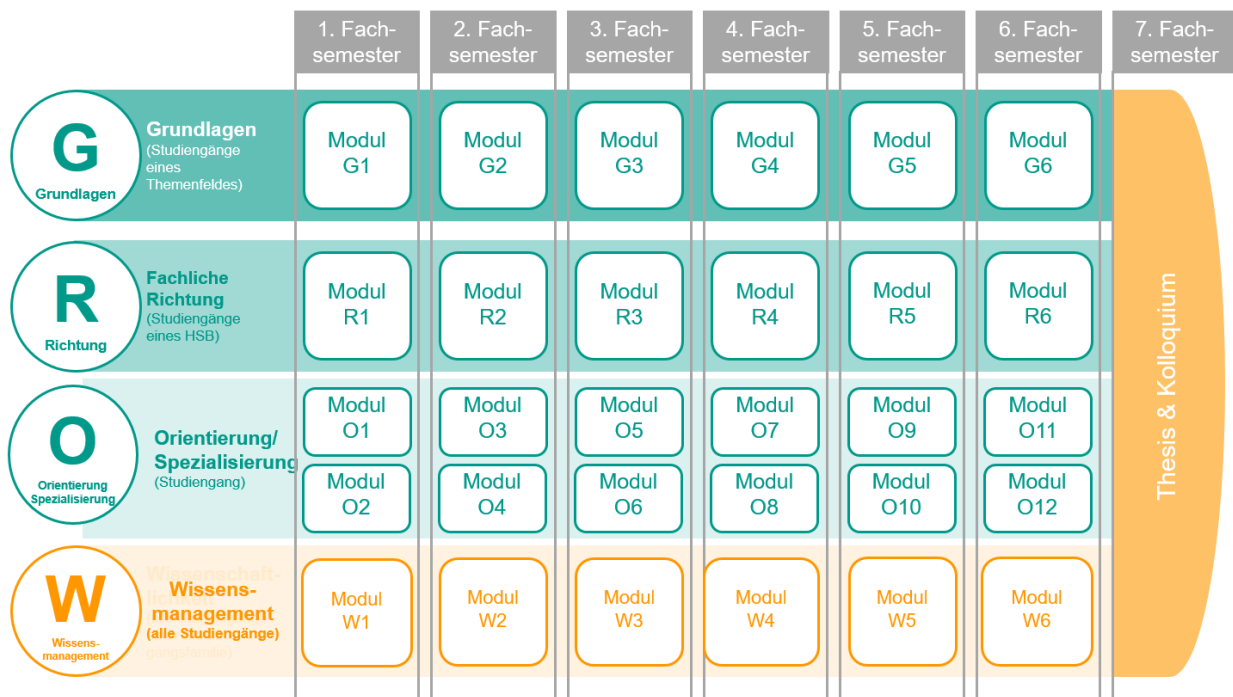 1. Fach-
semester
2. Fach-
semester
3. Fach-
semester
4. Fach-
semester
5. Fach-
semester
6. Fach-
semester
7. Fach-
semester
G
Grundlagen
Grundlagen
(Studiengänge
eines
Themenfeldes)
Modul
G1
Modul
G2
Modul
G3
Modul
G4
Modul
G5
Modul
G6
R
Richtung
Fachliche
Richtung
(Studiengänge
eines HSB)
Modul
R1
Modul
R2
Modul
R3
Modul
R4
Modul
R5
Modul
R6
O
Orientierung
Spezialisierung
Orientierung/
Spezialisierung
(Studiengang)
Modul
O1
Modul
O3
Modul
O5
Modul
O7
Modul
O9
Modul
O11
Modul
O2
Modul
O4
Modul
O6
Modul
O8
Modul
O10
Modul
O12
W
Wissens-
management
Wissenschaft-
Wissens-
management
(alle Studiengänge)
Modul
W1
Modul
W2
Modul
W3
Modul
W4
Modul
W5
Modul
W6
Thesis & Kolloquium